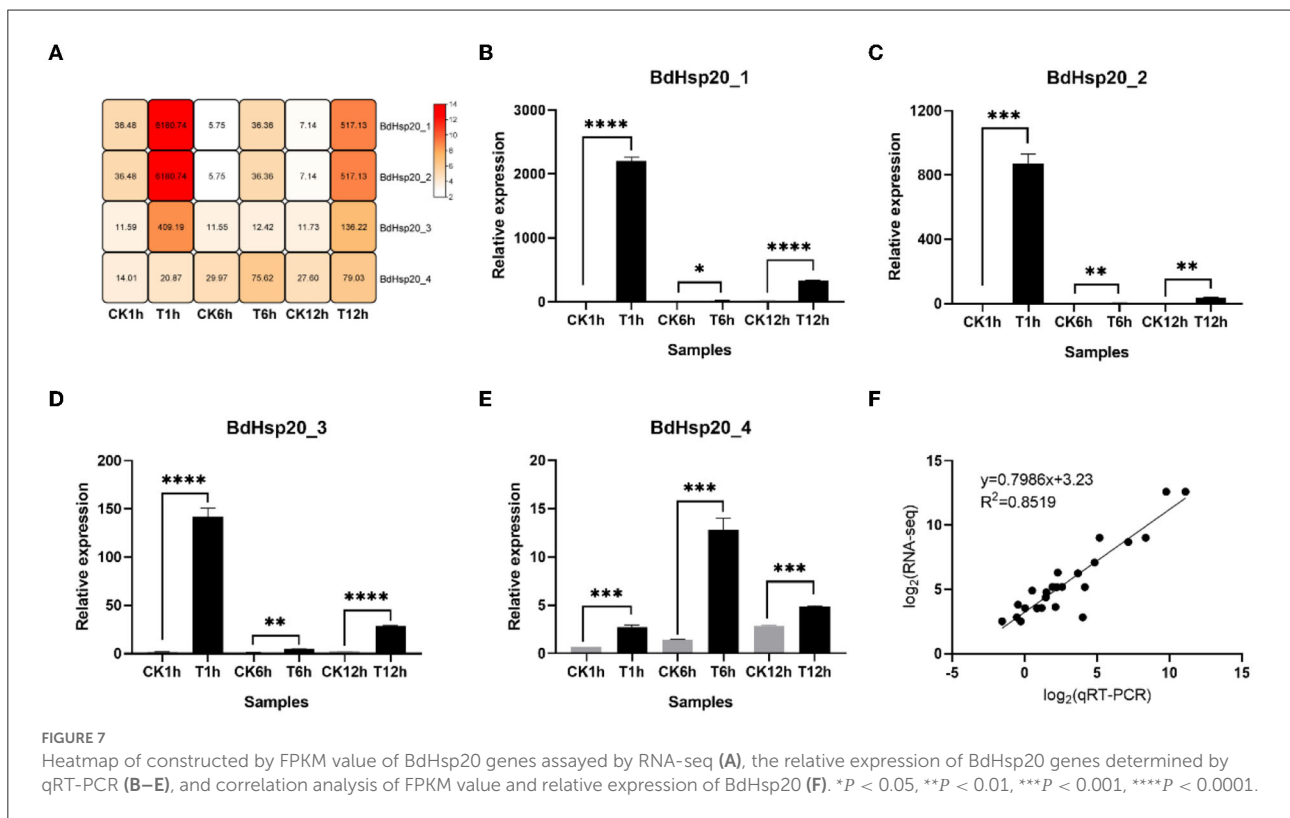 A
36.48 6180.74 5.75 36.36 7.14 517.13 BdHsp20_1
36.48 6180.74 5.75 36.36 7.14 517.13 BdHsp20_2
11.59 409.19 11.55 12.42 11.73 136.22 BdHsp20_3
14.01 20.87 29.97 75.62 27.60 79.03 BdHsp20_4
CK1h T1h CK6h T6h CK12h T12h
14
12
10
8
6
4
2
B
BdHsp20_1
Relative expression
3000
2000
1000
0
****
*
****
CK1h T1h CK6h T6h CK12h T12h
Samples
C
BdHsp20_2
Relative expression
1200
800
400
0
***
**
**
CK1h T1h CK6h T6h CK12h T12h
Samples
D
BdHsp20_3
Relative expression
200
150
100
50
0
****
**
****
CK1h T1h CK6h T6h CK12h T12h
Samples
E
BdHsp20_4
Relative expression
20
15
10
5
0
***
***
***
CK1h T1h CK6h T6h CK12h T12h
Samples
F
y=0.7986x+3.23
R²=0.8519
log₂(RNA-seq)
15
10
5
0
-5 0 5 10 15
log₂(qRT-PCR)
FIGURE 7
Heatmap of constructed by FPKM value of BdHsp20 genes assayed by RNA-seq (A), the relative expression of BdHsp20 genes determined by
qRT-PCR (B–E), and correlation analysis of FPKM value and relative expression of BdHsp20 (F). *P < 0.05, **P < 0.01, ***P < 0.001, ****P < 0.0001.